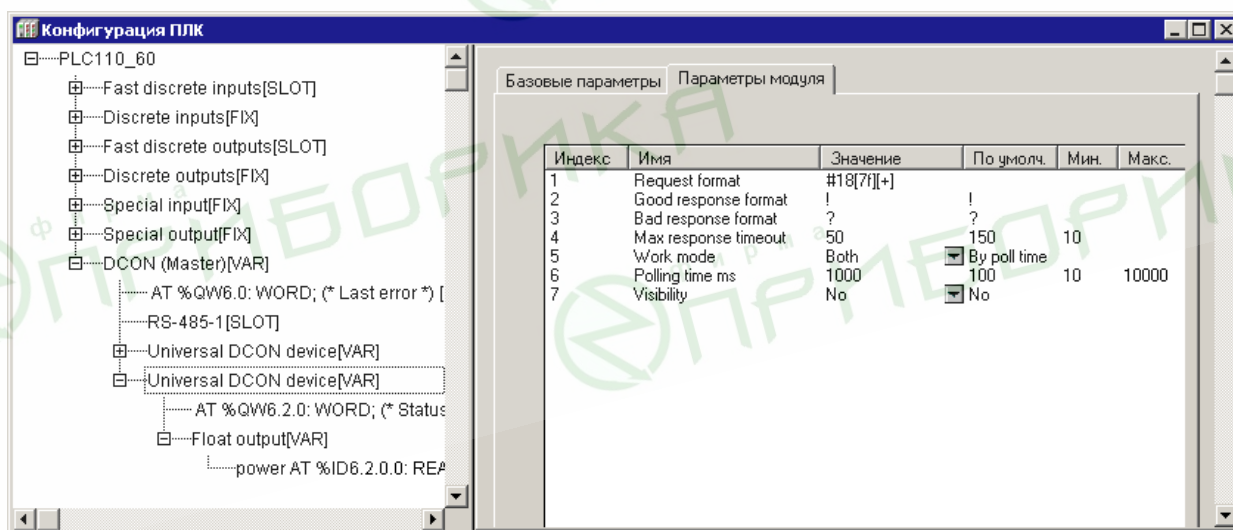 Конфигурация ПЛК
PLC110_60
Fast discrete inputs[SLOT]
Discrete inputs[FIX]
Fast discrete outputs[SLOT]
Discrete outputs[FIX]
Special input[FIX]
Special output[FIX]
DCON (Master)[VAR]
AT %QW6.0: WORD; (* Last error *) [
RS-485-1[SLOT]
Universal DCON device[VAR]
Universal DCON device[VAR]
AT %QW6.2.0: WORD; (* Status
Float output[VAR]
power AT %ID6.2.0.0: REA
Базовые параметры Параметры модуля
Индекс Имя Значение По умолч. Мин. Макс.
1 Request format #18[7f][+]
2 Good response format ! !
3 Bad response format ? ?
4 Max response timeout 50 150 10
5 Work mode Both By poll time
6 Polling time ms 1000 100 10 10000
7 Visibility No No
фирма ПРИБОРИКА
фирма ПРИБОРИКА